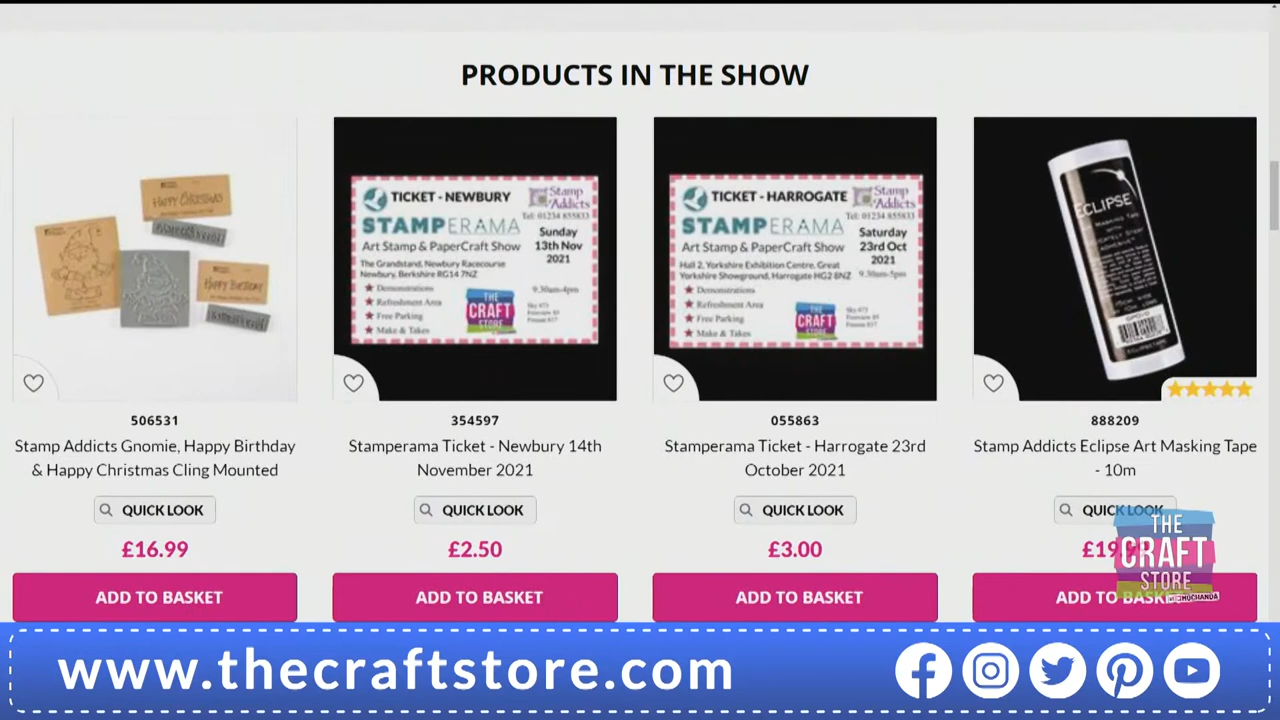 PRODUCTS IN THE SHOW
HAPPY CHRISTMAS
HAPPY BIRTHDAY
TICKET - NEWBURY
Stamp Addicts
Tel: 01234 855833
STAMPERAMA
Art Stamp & PaperCraft Show
Sunday
13th Nov
2021
The Grandstand, Newbury Racecourse
Newbury, Berkshire RG14 7NZ
9.30am-4pm
★ Demonstrations
★ Refreshment Area
★ Free Parking
★ Make & Takes
THE CRAFT STORE
TICKET - HARROGATE
Stamp Addicts
Tel: 01234 855833
STAMPERAMA
Art Stamp & PaperCraft Show
Saturday
23rd Oct
2021
Hall 2, Yorkshire Exhibition Centre, Great
Yorkshire Showground, Harrogate HG2 8NZ
9.30am-5pm
★ Demonstrations
★ Refreshment Area
★ Free Parking
★ Make & Takes
THE CRAFT STORE
ECLIPSE
506531
Stamp Addicts Gnomie, Happy Birthday
& Happy Christmas Cling Mounted
QUICK LOOK
£16.99
ADD TO BASKET
354597
Stamperama Ticket - Newbury 14th
November 2021
QUICK LOOK
£2.50
ADD TO BASKET
055863
Stamperama Ticket - Harrogate 23rd
October 2021
QUICK LOOK
£3.00
ADD TO BASKET
888209
Stamp Addicts Eclipse Art Masking Tape
- 10m
QUICK LOOK
ADD TO BASKET
THE
CRAFT
STORE
HOCHANDA
www.thecraftstore.com